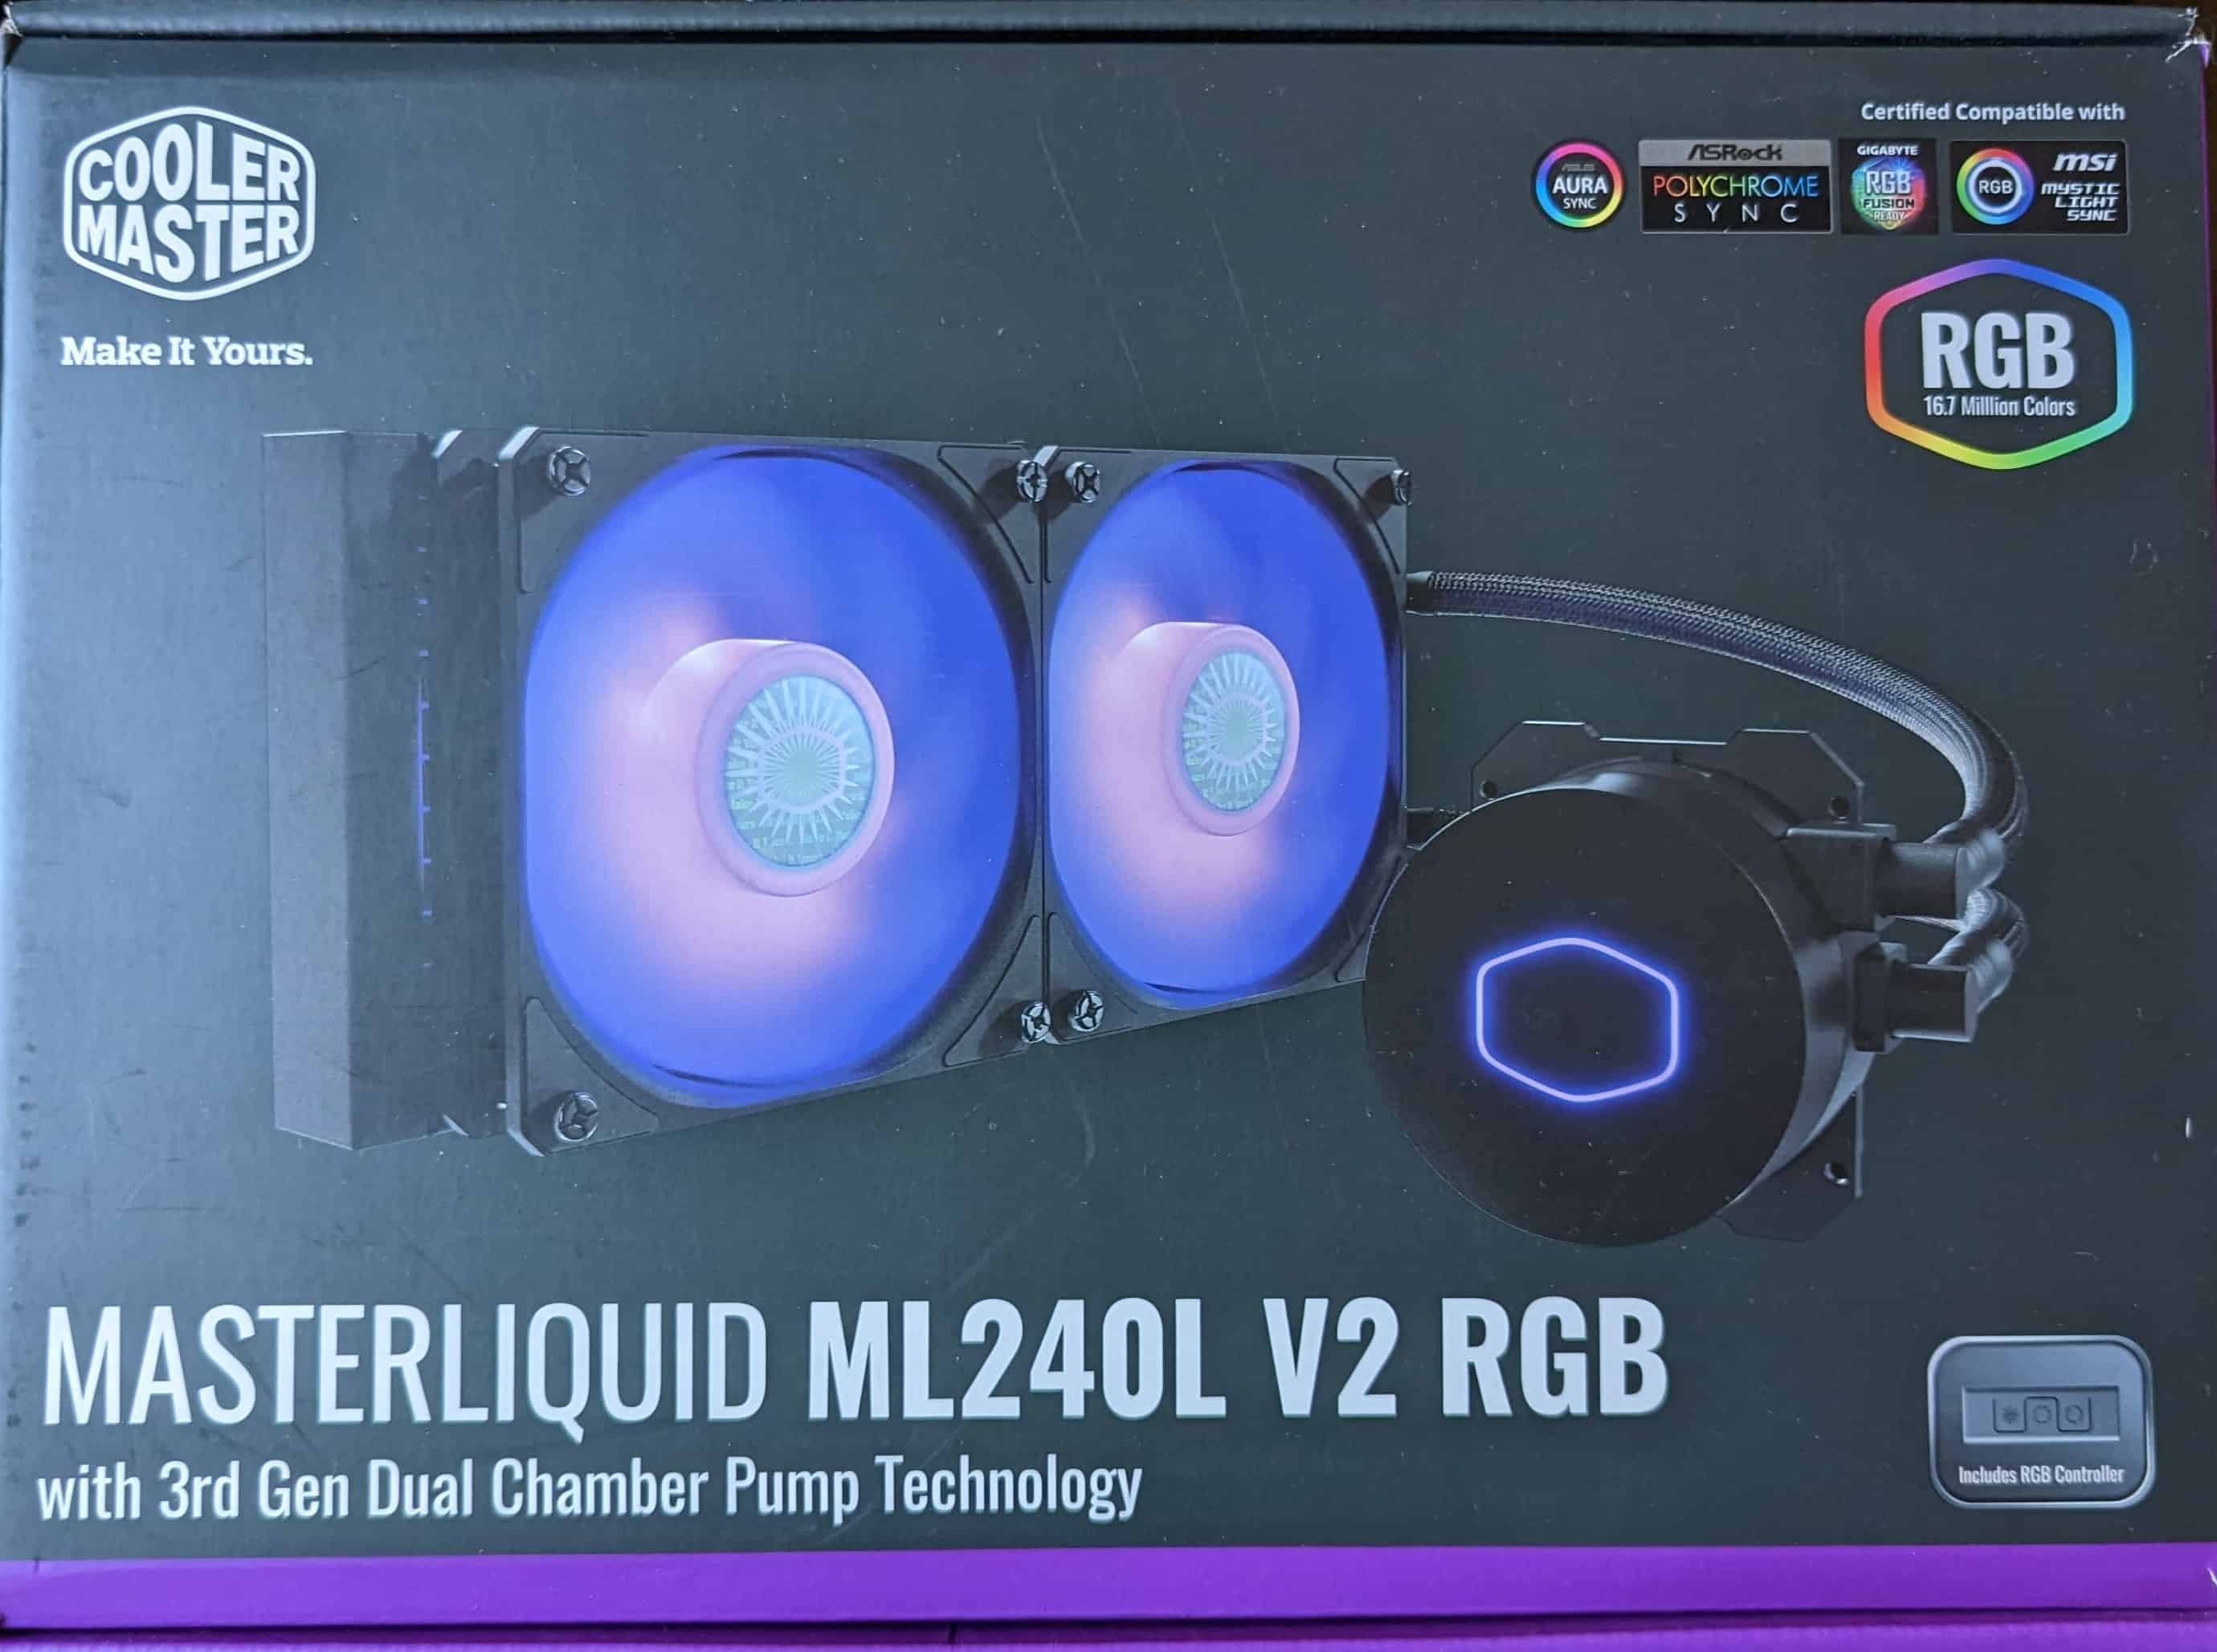 COOLER
MASTER
Make It Yours.
Certified Compatible with
ASUS
AURA
SYNC
ASRock
POLYCHROME
SYNC
GIGABYTE
RGB
FUSION
READY
RGB
msi
MYSTIC
LIGHT
SYNC
RGB
16.7 Milllion Colors
MASTERLIQUID ML240L V2 RGB
with 3rd Gen Dual Chamber Pump Technology
Includes RGB Controller